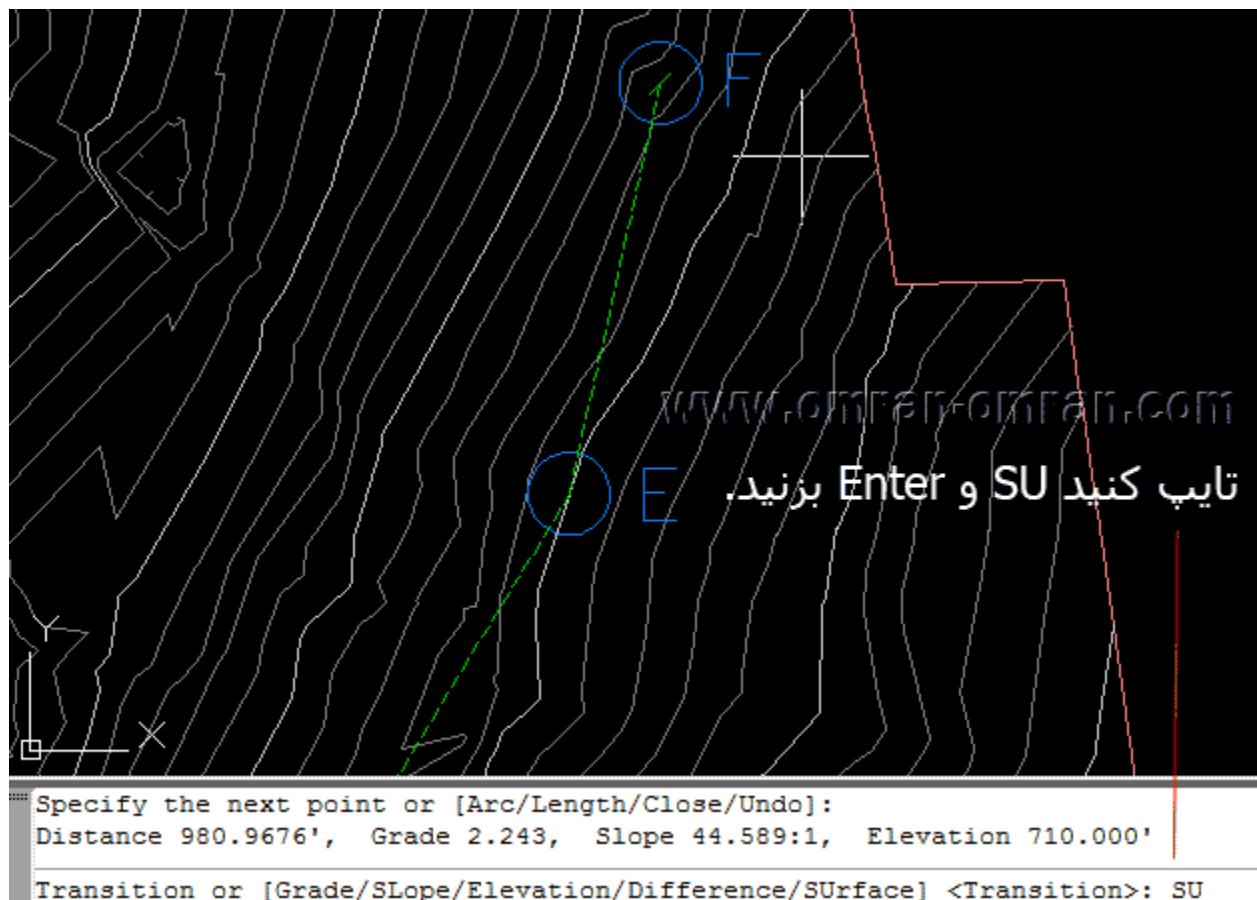 F
www.omran-omran.com
E
تایپ کنید SU و Enter بزنید.
Y
X
Specify the next point or [Arc/Length/Close/Undo]:
Distance 980.9676', Grade 2.243, Slope 44.589:1, Elevation 710.000'
Transition or [Grade/SLope/Elevation/Difference/SUrface] <Transition>: SU